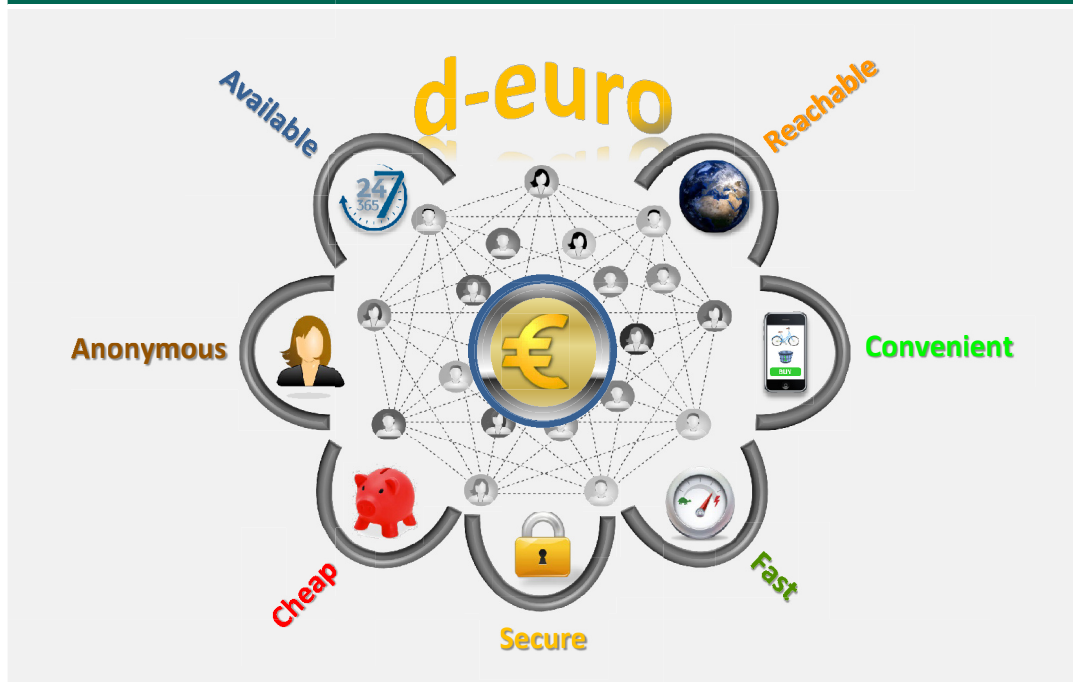 d-euro
Available
Reachable
24
7
365
Anonymous
€
Convenient
BUY
Cheap
Fast
Secure